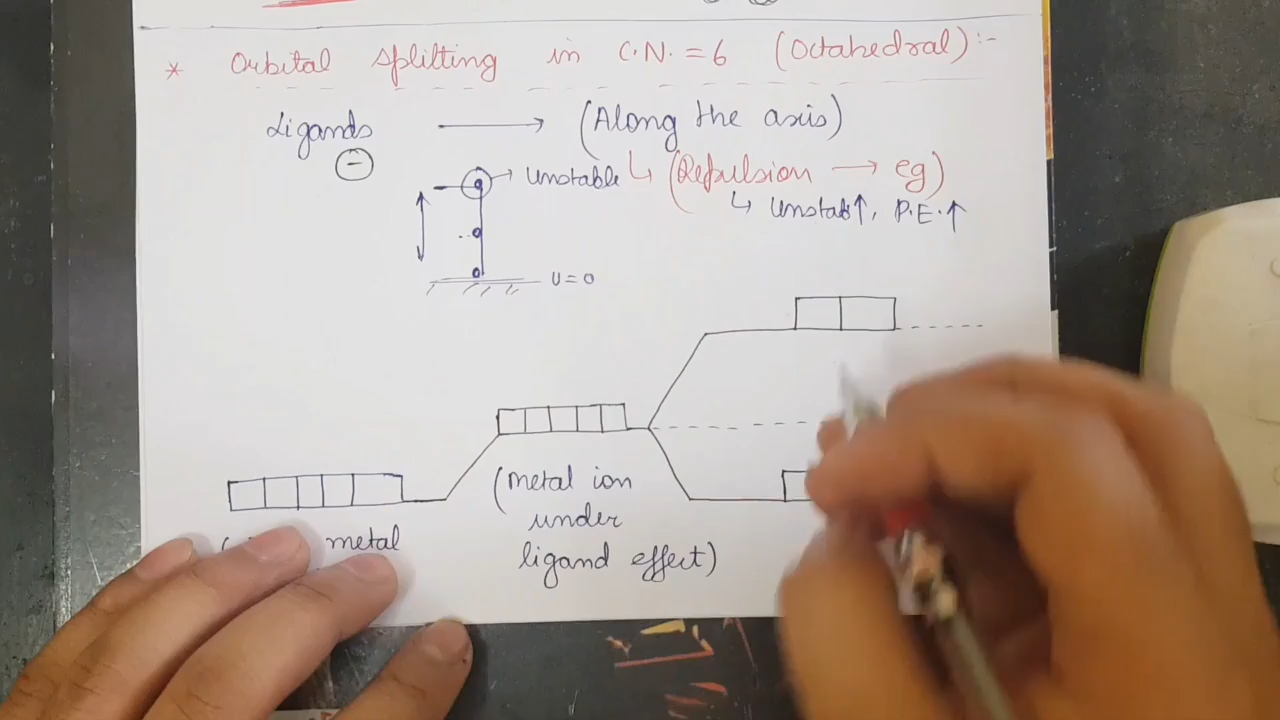 * Orbital splitting in C.N. = 6 (Octahedral) :-
Ligands ⟶ (Along the axis)
⊖
Unstable ↳ (Repulsion → eg)
↳ Unstab↑, P.E.↑
U = 0
(metal ion
under
ligand effect)
metal